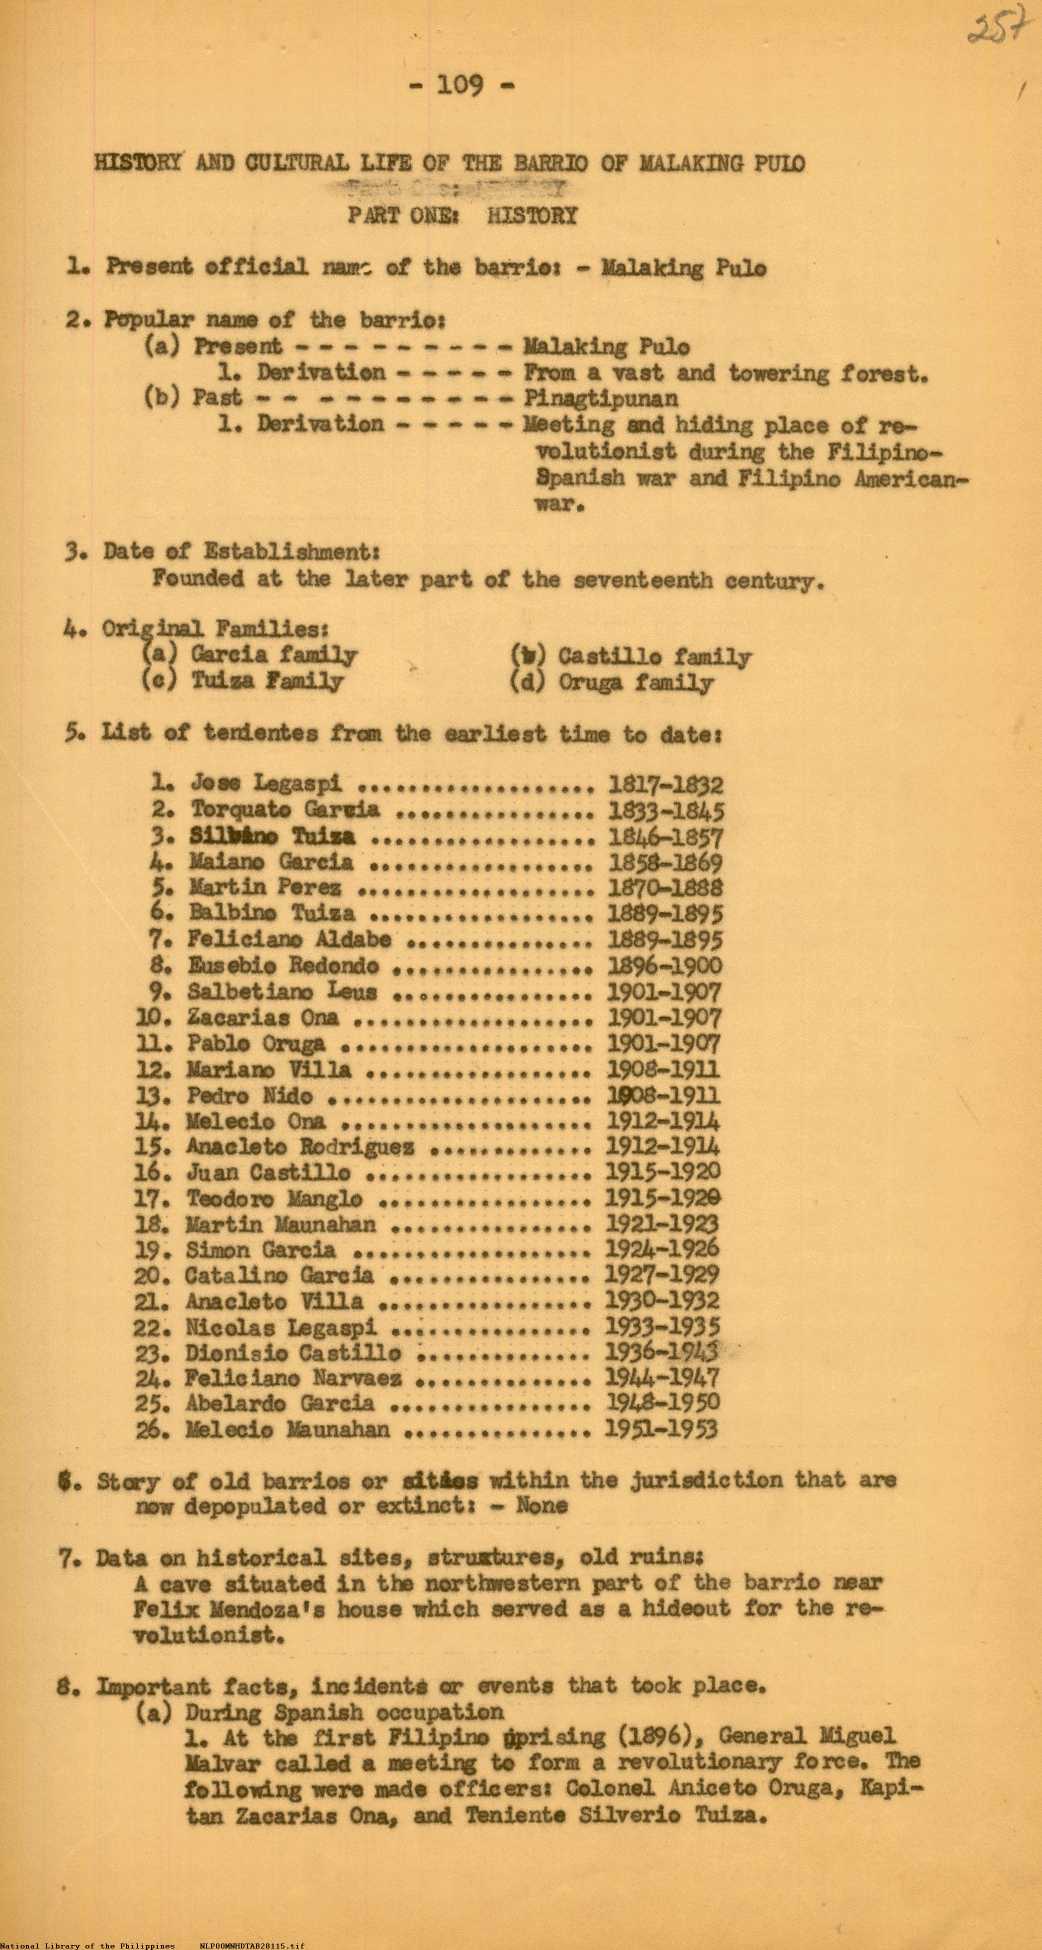 257
- 109 -
HISTORY AND CULTURAL LIFE OF THE BARRIO OF MALAKING PULO
PART ONE: HISTORY
1. Present official name of the barrio: - Malaking Pulo
2. Popular name of the barrio:
(a) Present - - - - - - - - - Malaking Pulo
1. Derivation - - - - - From a vast and towering forest.
(b) Past - - - - - - - - - - Pinagtipunan
1. Derivation - - - - - Meeting and hiding place of re-
volutionist during the Filipino-
Spanish war and Filipino American-
war.
3. Date of Establishment:
Founded at the later part of the seventeenth century.
4. Original Families:
(a) Garcia family (b) Castillo family
(c) Tuiza Family (d) Oruga family
5. List of tenientes from the earliest time to date:
1. Jose Legaspi ................... 1817-1832
2. Torquato Garcia ................ 1833-1845
3. Silbino Tuiza .................. 1846-1857
4. Maiano Garcia .................. 1858-1869
5. Martin Perez ................... 1870-1888
6. Balbino Tuiza .................. 1889-1895
7. Feliciano Aldabe ............... 1889-1895
8. Eusebio Redondo ................ 1896-1900
9. Salbetiano Leus ................ 1901-1907
10. Zacarias Ona ................... 1901-1907
11. Pablo Oruga .................... 1901-1907
12. Mariano Villa .................. 1908-1911
13. Pedro Nido ..................... 1908-1911
14. Melecio Ona .................... 1912-1914
15. Anacleto Rodriguez ............. 1912-1914
16. Juan Castillo .................. 1915-1920
17. Teodoro Manglo ................. 1915-1920
18. Martin Maunahan ................ 1921-1923
19. Simon Garcia ................... 1924-1926
20. Catalino Garcia ................ 1927-1929
21. Anacleto Villa ................. 1930-1932
22. Nicolas Legaspi ................ 1933-1935
23. Dionisio Castillo .............. 1936-1943
24. Feliciano Narvaez .............. 1944-1947
25. Abelardo Garcia ................ 1948-1950
26. Melecio Maunahan ............... 1951-1953
6. Story of old barrios or sitios within the jurisdiction that are
now depopulated or extinct: - None
7. Data on historical sites, structures, old ruins:
A cave situated in the northwestern part of the barrio near
Felix Mendoza's house which served as a hideout for the re-
volutionist.
8. Important facts, incidents or events that took place.
(a) During Spanish occupation
1. At the first Filipino uprising (1896), General Miguel
Malvar called a meeting to form a revolutionary force. The
following were made officers: Colonel Aniceto Oruga, Kapi-
tan Zacarias Ona, and Teniente Silverio Tuiza.
National Library of the Philippines NLPOOMNHDTAB28115.tif